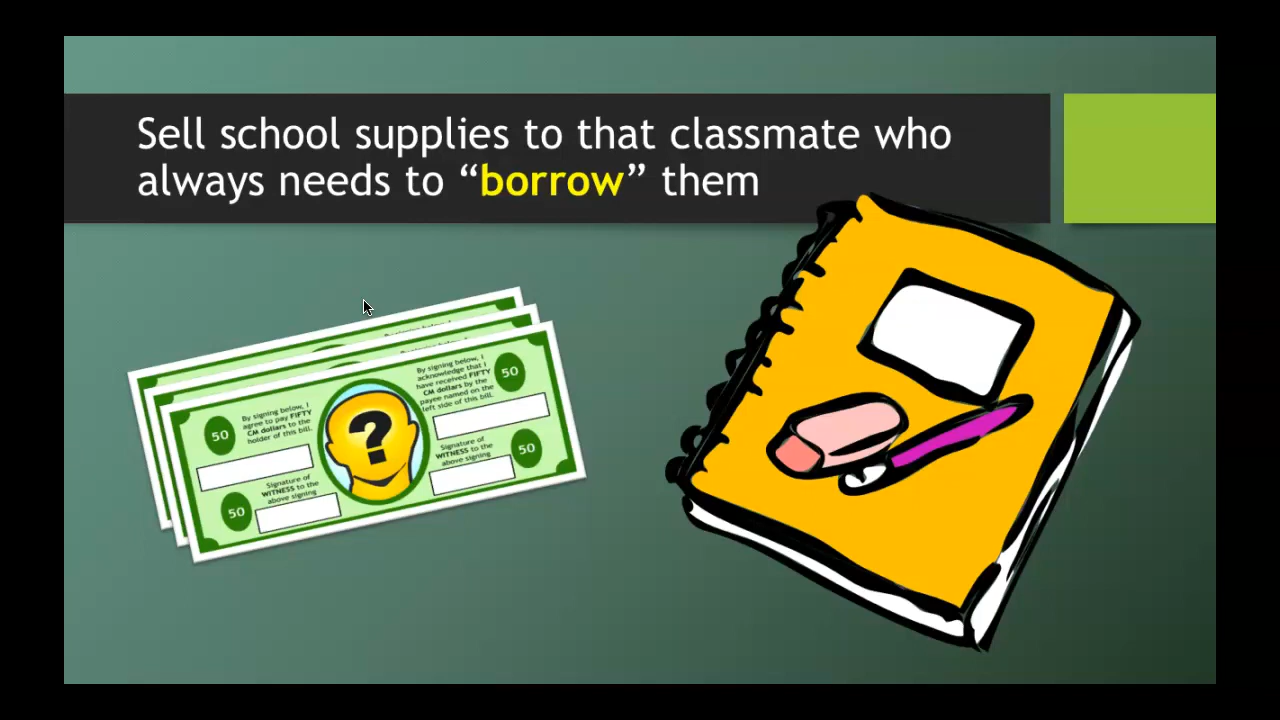 Sell school supplies to that classmate who
always needs to “borrow” them
By signing below, I
agree to pay FIFTY
CM dollars to the
holder of this bill.
50
Signature of
WITNESS to the
above signing
50
By signing below, I
acknowledge that I
have received FIFTY
CM dollars by the
payee named on the
left side of this bill.
50
Signature of
WITNESS to the
above signing
50
?